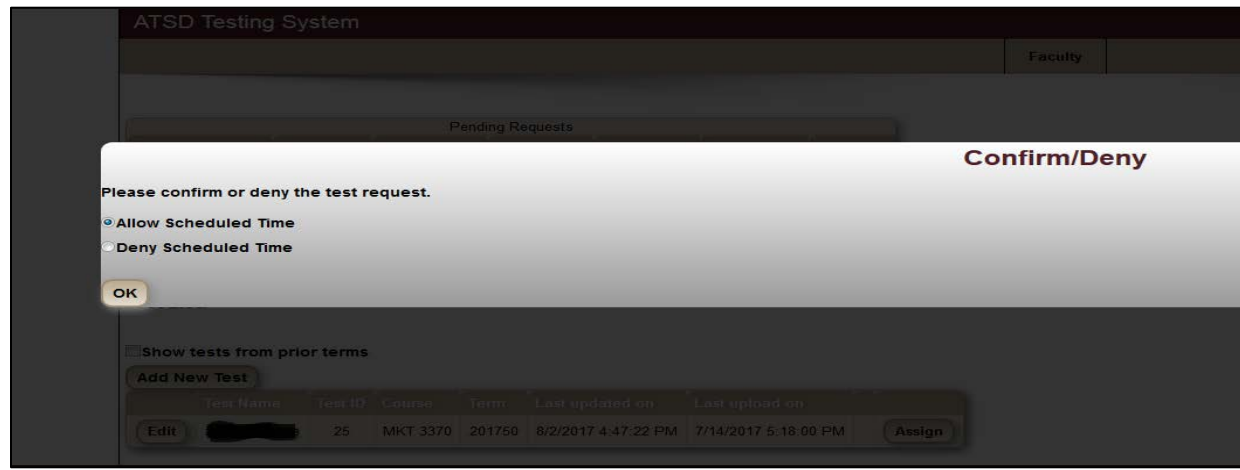 ATSD Testing System
Faculty
Pending Requests
Confirm/Deny
Please confirm or deny the test request.
Allow Scheduled Time
Deny Scheduled Time
OK
Show tests from prior terms
Add New Test
Test Name Test ID Course Term Last updated on Last upload on
Edit 25 MKT 3370 201750 8/2/2017 4:47:22 PM 7/14/2017 5:18:00 PM Assign